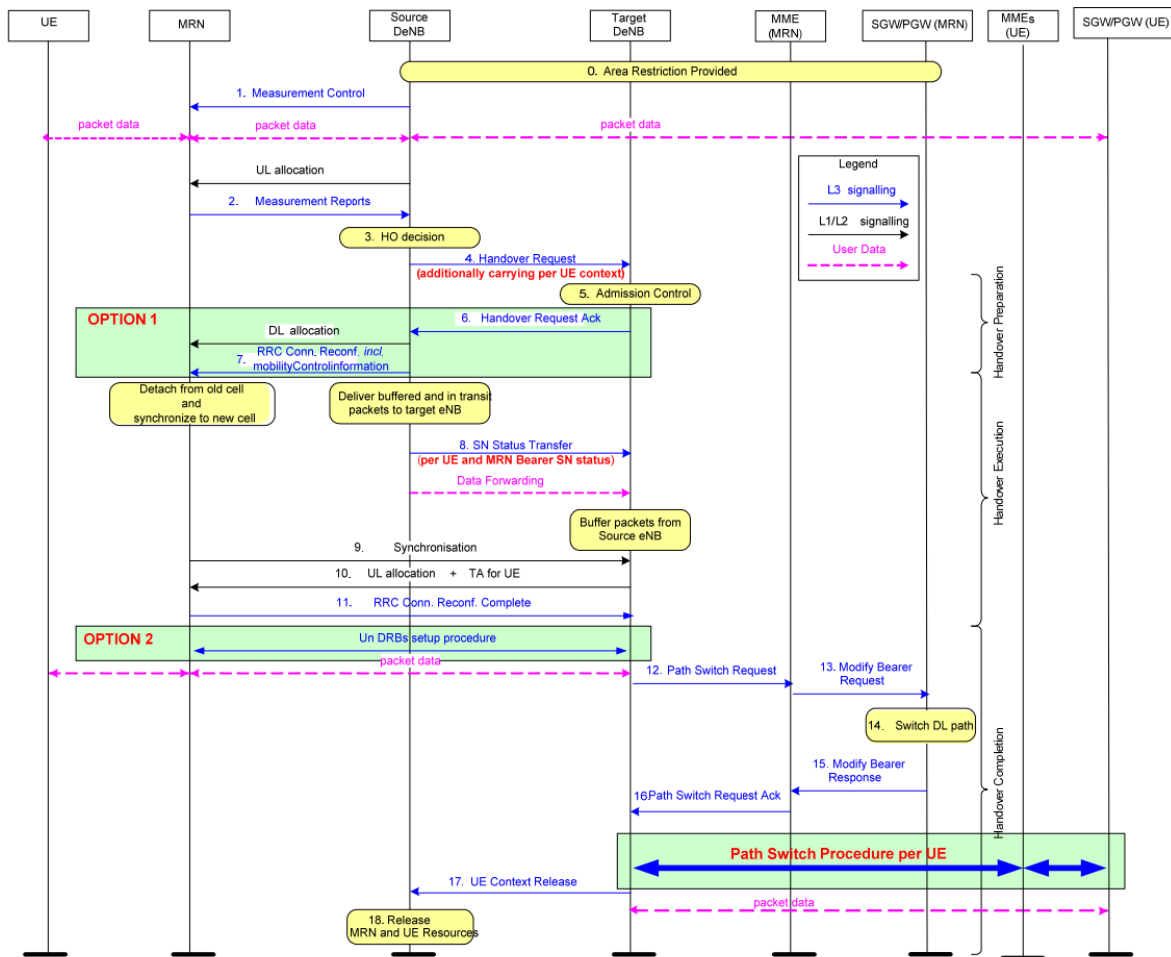 UE
MRN
Source
DeNB
Target
DeNB
MME
(MRN)
SGW/PGW (MRN)
MMEs
(UE)
SGW/PGW (UE)
0. Area Restriction Provided
1. Measurement Control
packet data
packet data
packet data
UL allocation
Legend
L3 signalling
L1/L2 signalling
User Data
2. Measurement Reports
3. HO decision
4. Handover Request
(additionally carrying per UE context)
5. Admission Control
Handover Preparation
OPTION 1
6. Handover Request Ack
DL allocation
7. RRC Conn. Reconf. incl.
mobilityControlinformation
Detach from old cell
and
synchronize to new cell
Deliver buffered and in transit
packets to target eNB
8. SN Status Transfer
(per UE and MRN Bearer SN status)
Data Forwarding
Handover Execution
Buffer packets from
Source eNB
9. Synchronisation
10. UL allocation + TA for UE
11. RRC Conn. Reconf. Complete
OPTION 2
Un DRBs setup procedure
packet data
12. Path Switch Request
13. Modify Bearer
Request
14. Switch DL path
15. Modify Bearer
Response
16.Path Switch Request Ack
Handover Completion
Path Switch Procedure per UE
17. UE Context Release
packet data
18. Release
MRN and UE Resources